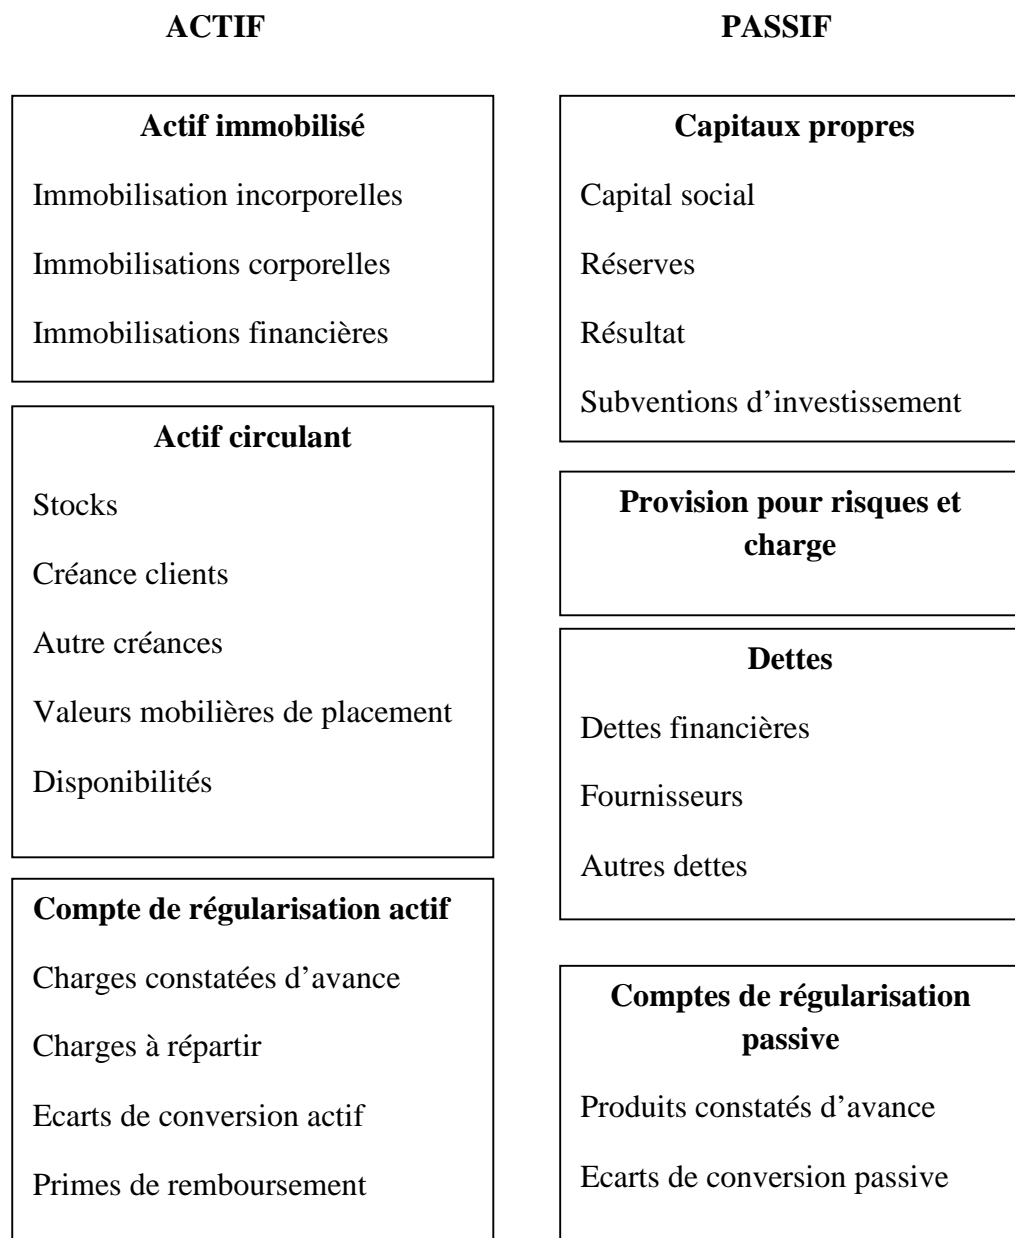 ACTIF
Actif immobilisé
Immobilisation incorporelles
Immobilisations corporelles
Immobilisations financières
Actif circulant
Stocks
Créance clients
Autre créances
Valeurs mobilières de placement
Disponibilités
Compte de régularisation actif
Charges constatées d’avance
Charges à répartir
Ecarts de conversion actif
Primes de remboursement
PASSIF
Capitaux propres
Capital social
Réserves
Résultat
Subventions d’investissement
Provision pour risques et
charge
Dettes
Dettes financières
Fournisseurs
Autres dettes
Comptes de régularisation
passive
Produits constatés d’avance
Ecarts de conversion passive